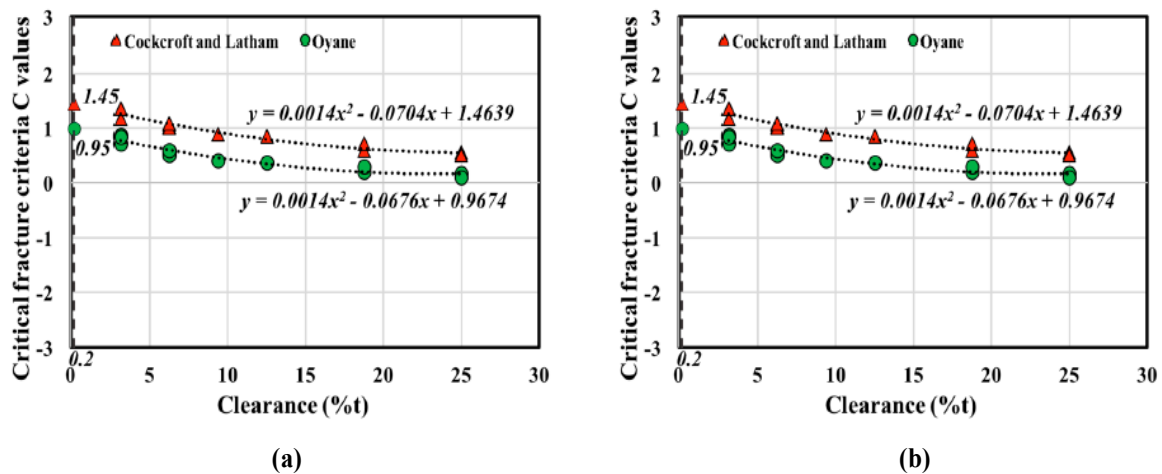 Critical fracture criteria C values
3
2
1
0
-1
-2
-3
Cockcroft and Latham
Oyane
1.45
0.95
y = 0.0014x² - 0.0704x + 1.4639
y = 0.0014x² - 0.0676x + 0.9674
0.2
0 5 10 15 20 25 30
Clearance (%t)
(a)
Critical fracture criteria C values
3
2
1
0
-1
-2
-3
Cockcroft and Latham
Oyane
1.45
0.95
y = 0.0014x² - 0.0704x + 1.4639
y = 0.0014x² - 0.0676x + 0.9674
0.2
0 5 10 15 20 25 30
Clearance (%t)
(b)